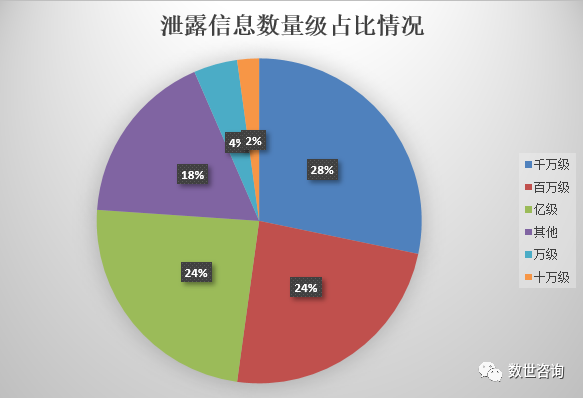 泄露信息数量级占比情况
28%
24%
24%
18%
4%
2%
千万级
百万级
亿级
其他
万级
十万级
数世咨询